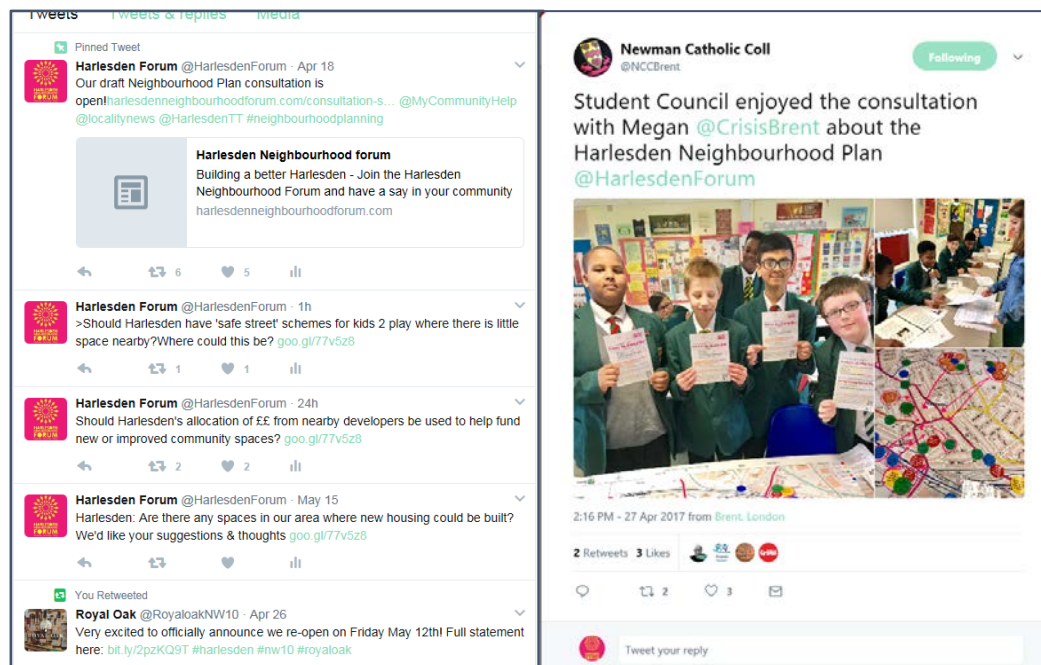 Tweets Tweets & replies Media
Pinned Tweet
Harlesden Forum @HarlesdenForum · Apr 18
Our draft Neighbourhood Plan consultation is
open!harlesdenneighbourhoodforum.com/consultation-s... @MyCommunityHelp
@localitynews @HarlesdenTT #neighbourhoodplanning
Harlesden Neighbourhood forum
Building a better Harlesden - Join the Harlesden
Neighbourhood Forum and have a say in your community
harlesdenneighbourhoodforum.com
6 5
Harlesden Forum @HarlesdenForum · 1h
>Should Harlesden have 'safe street' schemes for kids 2 play where there is little
space nearby?Where could this be? goo.gl/77v5z8
1 1
Harlesden Forum @HarlesdenForum · 24h
Should Harlesden's allocation of ££ from nearby developers be used to help fund
new or improved community spaces? goo.gl/77v5z8
2 2
Harlesden Forum @HarlesdenForum · May 15
Harlesden: Are there any spaces in our area where new housing could be built?
We'd like your suggestions & thoughts goo.gl/77v5z8
You Retweeted
Royal Oak @RoyaloakNW10 · Apr 26
Very excited to officially announce we re-open on Friday May 12th! Full statement
here: bit.ly/2pzKQ9T #harlesden #nw10 #royaloak
Newman Catholic Coll
@NCCBrent
Following
Student Council enjoyed the consultation
with Megan @CrisisBrent about the
Harlesden Neighbourhood Plan
@HarlesdenForum
2:16 PM - 27 Apr 2017 from Brent, London
2 Retweets 3 Likes
2 3
Tweet your reply